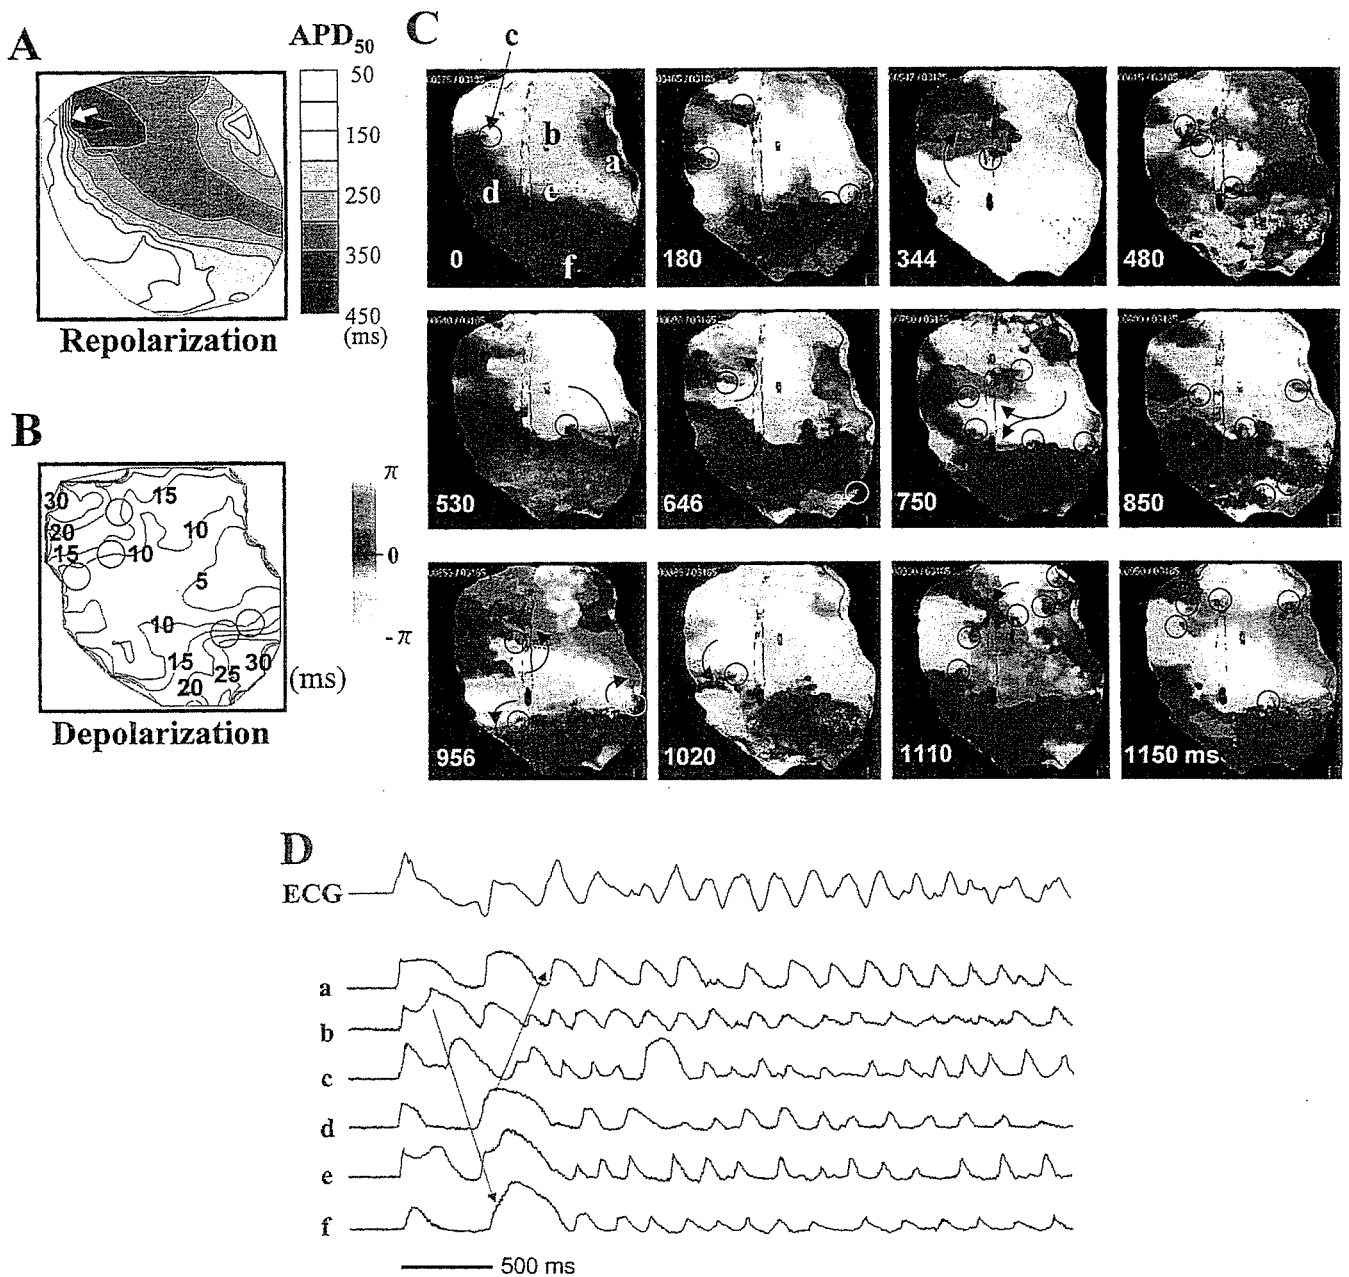 A
APD50
50
150
250
350
450
(ms)
Repolarization
B
30
15
20
10
15
10
5
10
15
25
30
20
(ms)
Depolarization
π
0
-π
C
c
b
a
d
e
f
0
180
344
480
530
646
750
850
956
1020
1110
1150 ms
D
ECG
a
b
c
d
e
f
500 ms